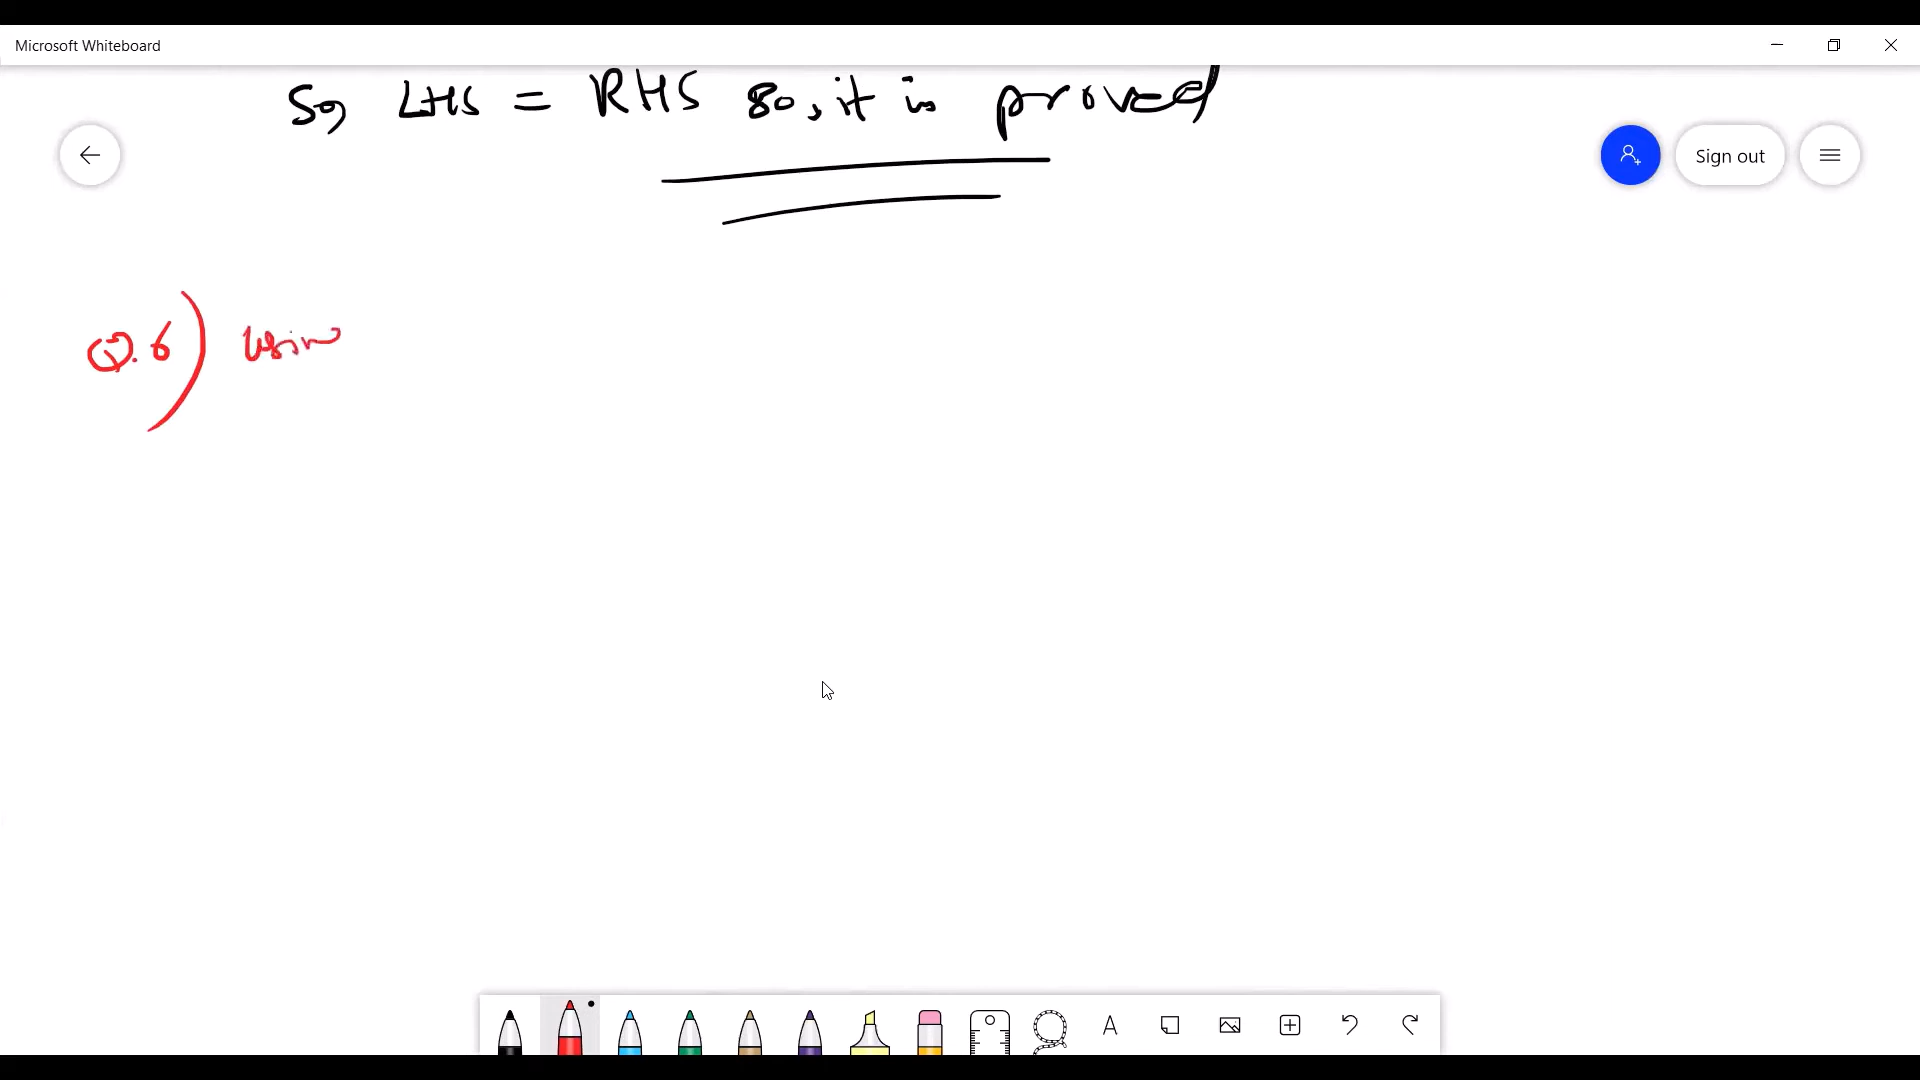 Microsoft Whiteboard
So, LHS = RHS So, it is proved
Sign out
Q.6) Usin